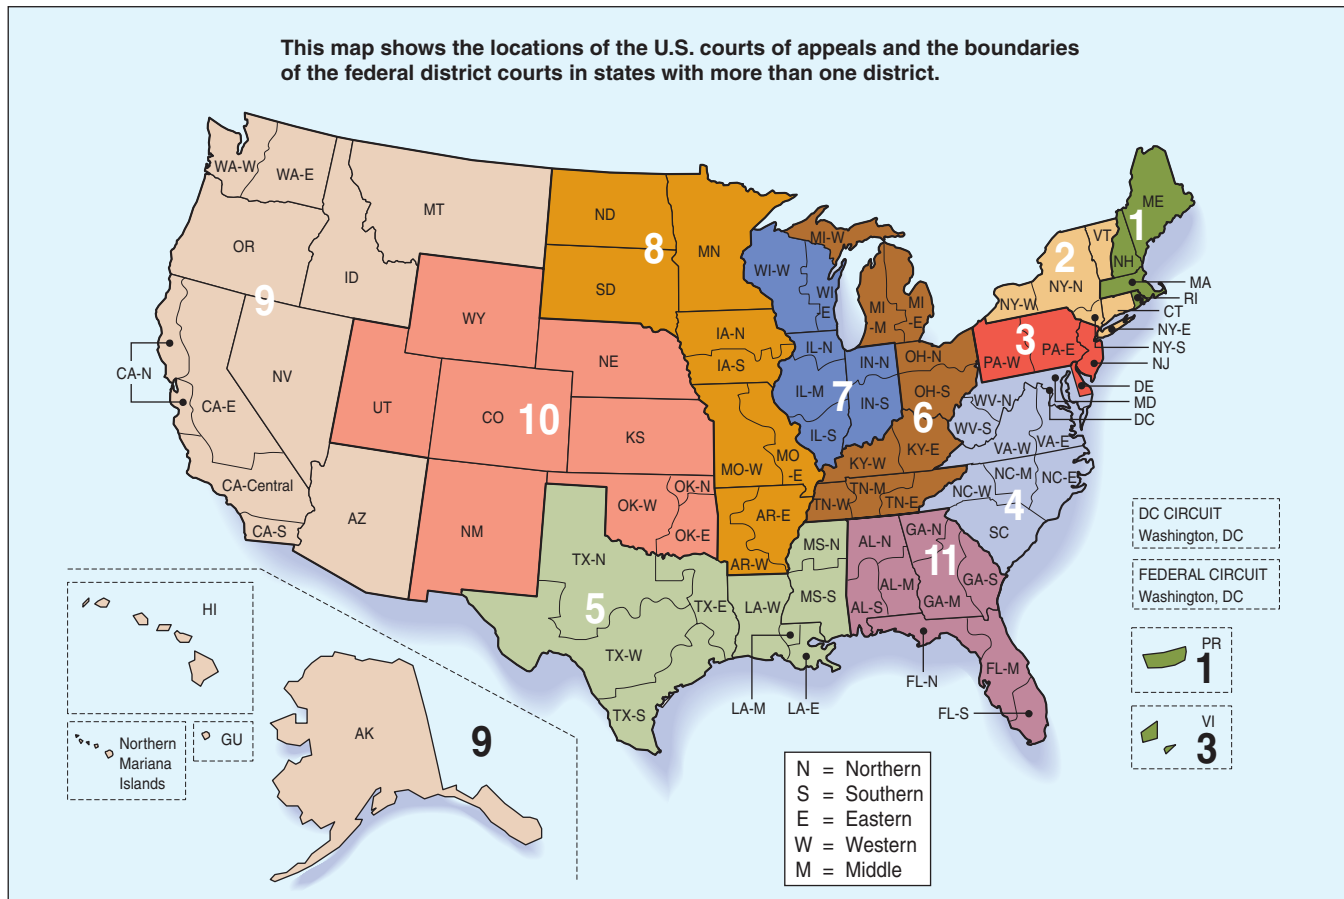 This map shows the locations of the U.S. courts of appeals and the boundaries
of the federal district courts in states with more than one district.
WA-W
WA-E
MT
OR
ID
9
CA-N
CA-E
NV
CA-Central
CA-S
AZ
WY
NE
UT
CO
10
KS
NM
OK-W
OK-N
OK-E
ND
8
MN
SD
IA-N
IA-S
MO-W
MO
-E
AR-E
AR-W
WI-W
WI
E
IL-N
IL-M
7
IL-S
IN-N
IN-S
MI-W
MI
-M
MI
-E
OH-N
OH-S
6
KY-W
KY-E
TN-W
TN-M
TN-E
ME
1
NH
MA
RI
2
VT
NY-N
NY-W
CT
NY-E
NY-S
3
PA-W
PA-E
NJ
DE
MD
DC
WV-N
WV-S
VA-W
VA-E
NC-W
NC-M
NC-E
4
SC
TX-N
5
TX-E
TX-W
TX-S
LA-W
LA-M
LA-E
MS-N
MS-S
AL-N
AL-M
AL-S
GA-N
11
GA-S
GA-M
FL-N
FL-M
FL-S
DC CIRCUIT
Washington, DC
FEDERAL CIRCUIT
Washington, DC
PR
1
VI
3
HI
Northern
Mariana
Islands
GU
AK
9
N = Northern
S = Southern
E = Eastern
W = Western
M = Middle